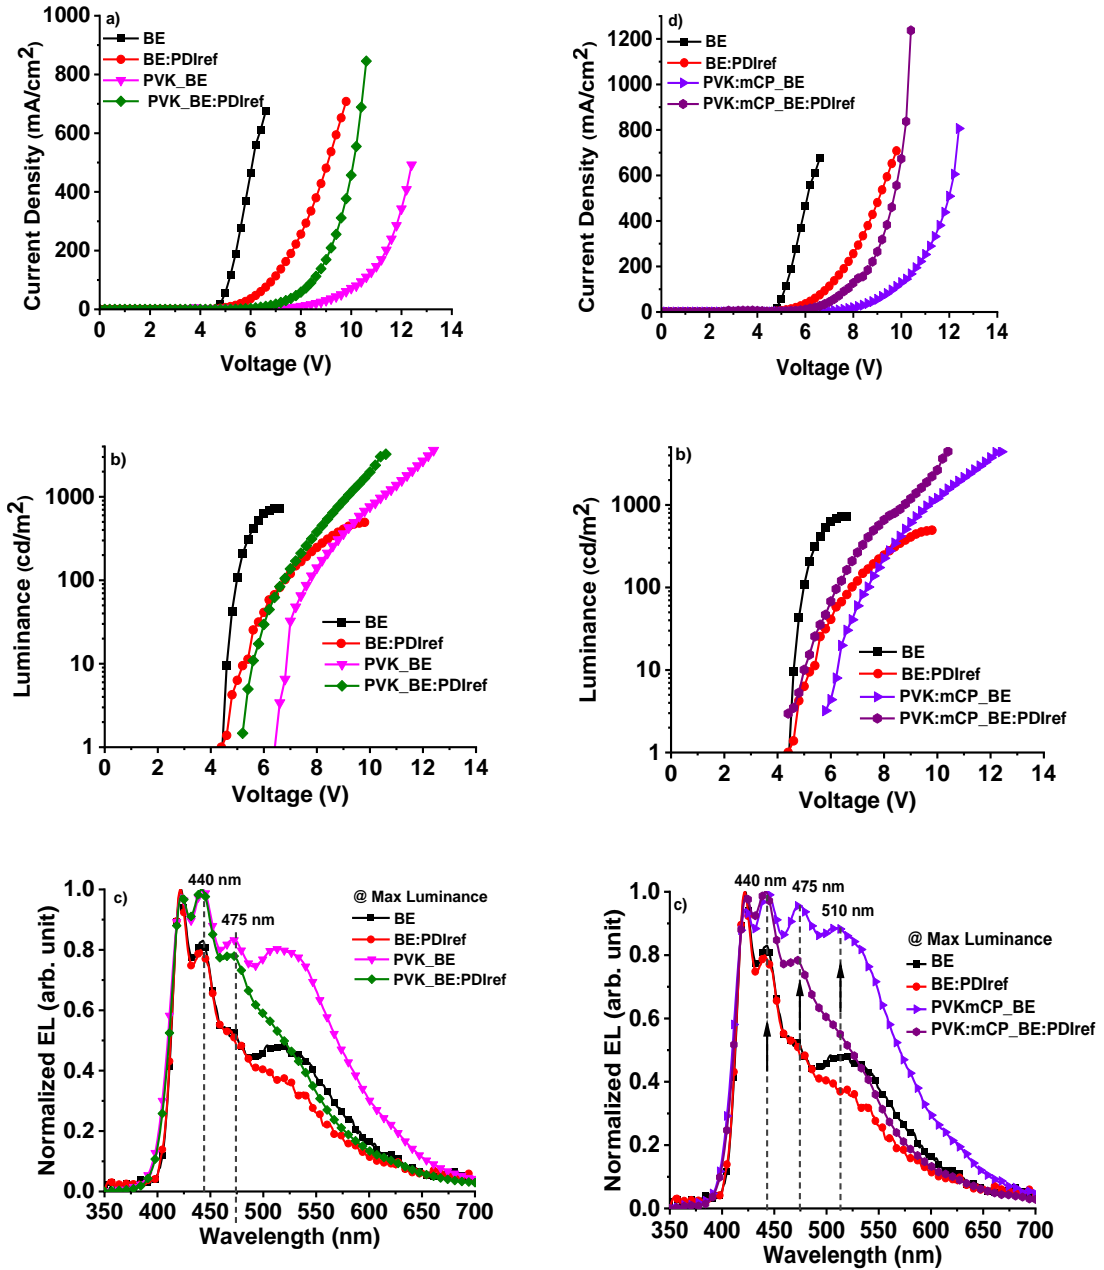 a)
BE
BE:PDIref
PVK_BE
PVK_BE:PDIref
Current Density (mA/cm2)
1000
800
600
400
200
0
0 2 4 6 8 10 12 14
Voltage (V)
d)
BE
BE:PDIref
PVK:mCP_BE
PVK:mCP_BE:PDIref
Current Density (mA/cm2)
1200
1000
800
600
400
200
0
0 2 4 6 8 10 12 14
Voltage (V)
b)
Luminance (cd/m2)
1000
100
10
1
BE
BE:PDIref
PVK_BE
PVK_BE:PDIref
0 2 4 6 8 10 12 14
Voltage (V)
b)
Luminance (cd/m2)
1000
100
10
1
BE
BE:PDIref
PVK:mCP_BE
PVK:mCP_BE:PDIref
0 2 4 6 8 10 12 14
Voltage (V)
c)
440 nm
475 nm
@ Max Luminance
BE
BE:PDIref
PVK_BE
PVK_BE:PDIref
Normalized EL (arb. unit)
1.0
0.8
0.6
0.4
0.2
0.0
350 400 450 500 550 600 650 700
Wavelength (nm)
c)
440 nm
475 nm
510 nm
@ Max Luminance
BE
BE:PDIref
PVKmCP_BE
PVK:mCP_BE:PDIref
Normalized EL (arb. unit)
1.0
0.8
0.6
0.4
0.2
0.0
350 400 450 500 550 600 650 700
Wavelength (nm)